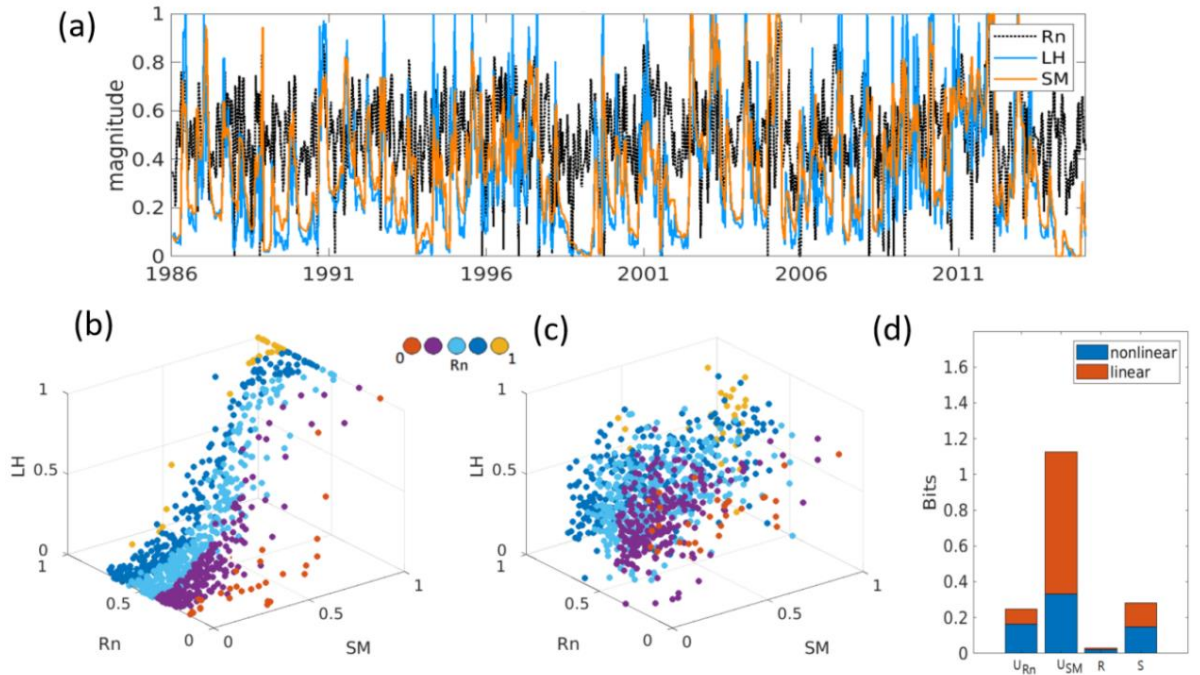 (a)
magnitude
1
0.8
0.6
0.4
0.2
0
1986 1991 1996 2001 2006 2011
Rn
LH
SM
(b)
0 1
Rn
LH
1
0.5
0
1
0.5
0
Rn
0
0.5
1
SM
(c)
LH
1
0.5
0
1
0.5
0
Rn
0
0.5
1
SM
(d)
nonlinear
linear
Bits
1.6
1.4
1.2
1
0.8
0.6
0.4
0.2
0
URn USM R S